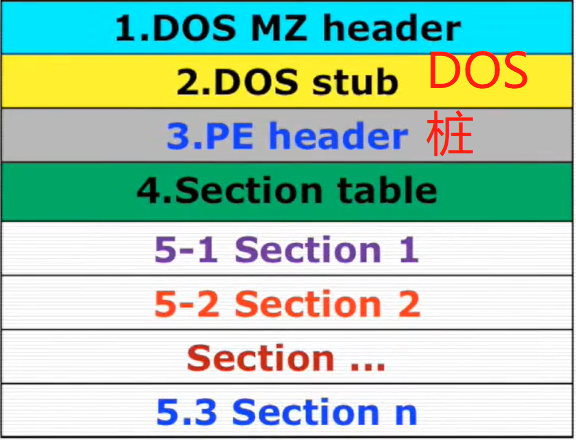 1.DOS MZ header
2.DOS stub
DOS
桩
3.PE header
4.Section table
5-1 Section 1
5-2 Section 2
Section ...
5.3 Section n